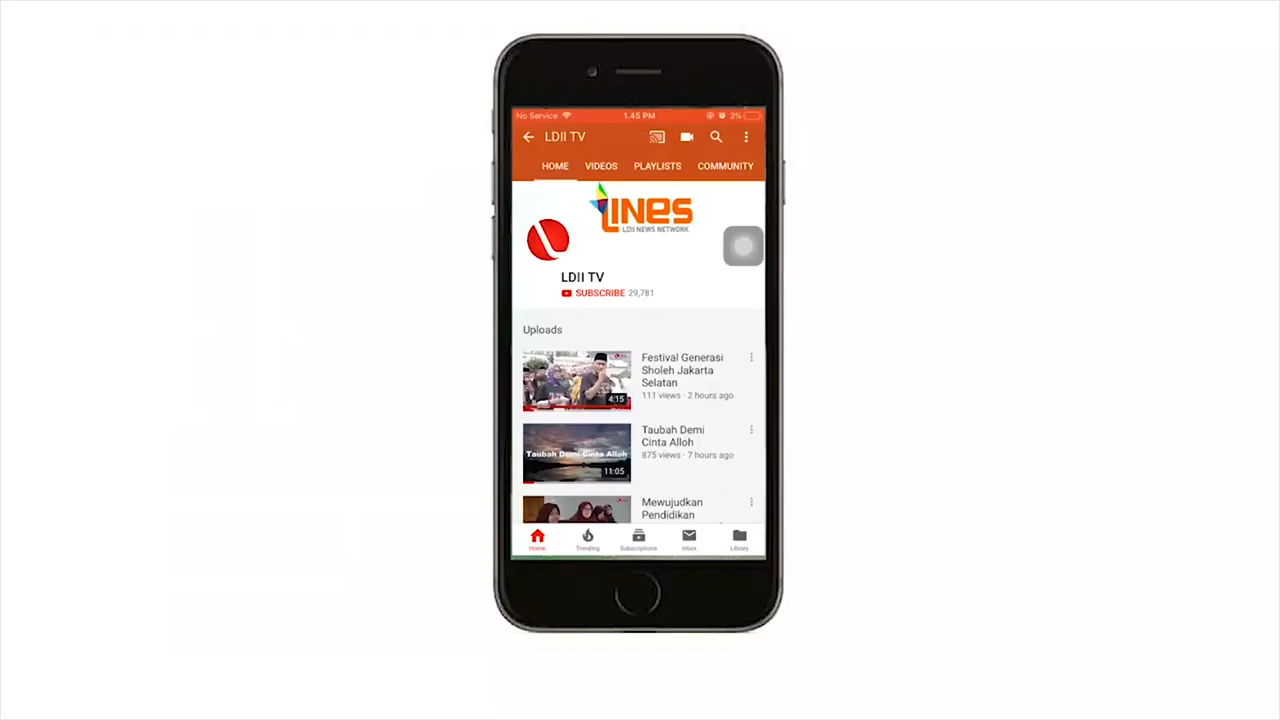 No Service 1.45 PM 3%
LDII TV
HOME VIDEOS PLAYLISTS COMMUNITY
LINES
LDII NEWS NETWORK
LDII TV
SUBSCRIBE 29,781
Uploads
Festival Generasi
Sholeh Jakarta
Selatan
111 views · 2 hours ago
4:15
Taubah Demi
Cinta Alloh
875 views · 7 hours ago
Taubah Demi Cinta Alloh
11:05
Mewujudkan
Pendidikan
Home Trending Subscriptions Inbox Library